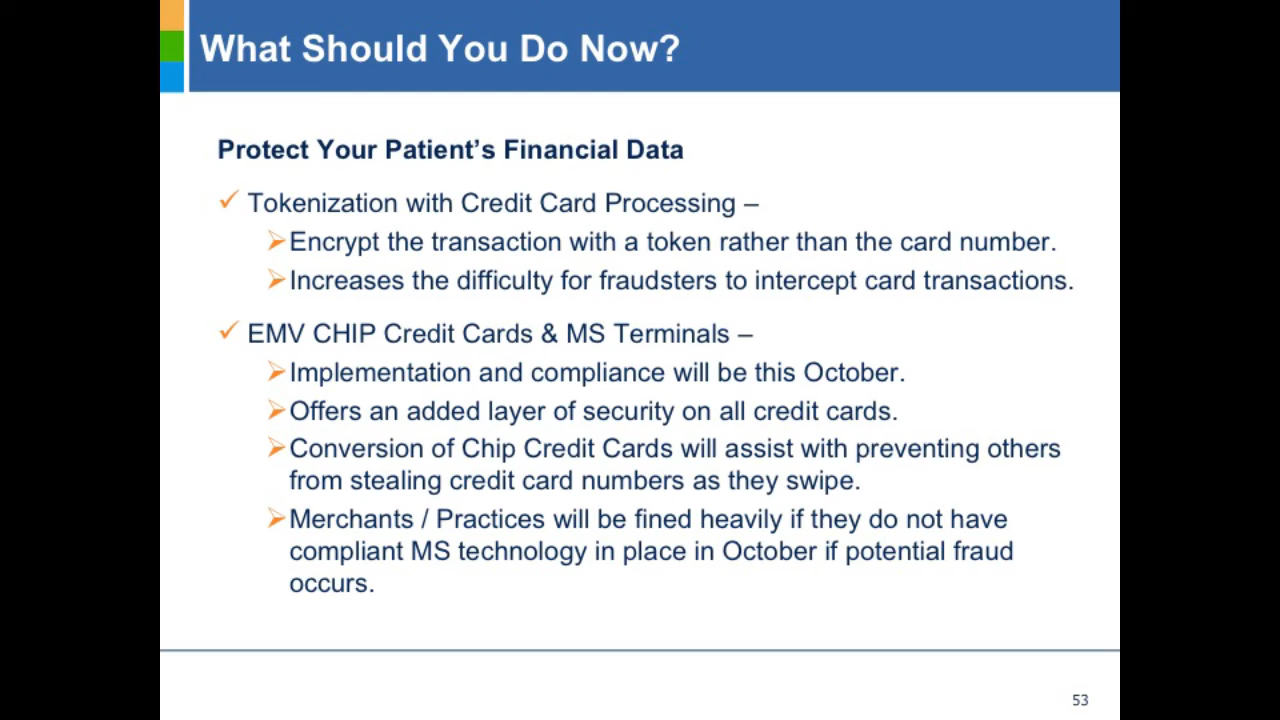 What Should You Do Now?
Protect Your Patient’s Financial Data
✓ Tokenization with Credit Card Processing –
➢Encrypt the transaction with a token rather than the card number.
➢Increases the difficulty for fraudsters to intercept card transactions.
✓ EMV CHIP Credit Cards & MS Terminals –
➢Implementation and compliance will be this October.
➢Offers an added layer of security on all credit cards.
➢Conversion of Chip Credit Cards will assist with preventing others
from stealing credit card numbers as they swipe.
➢Merchants / Practices will be fined heavily if they do not have
compliant MS technology in place in October if potential fraud
occurs.
53